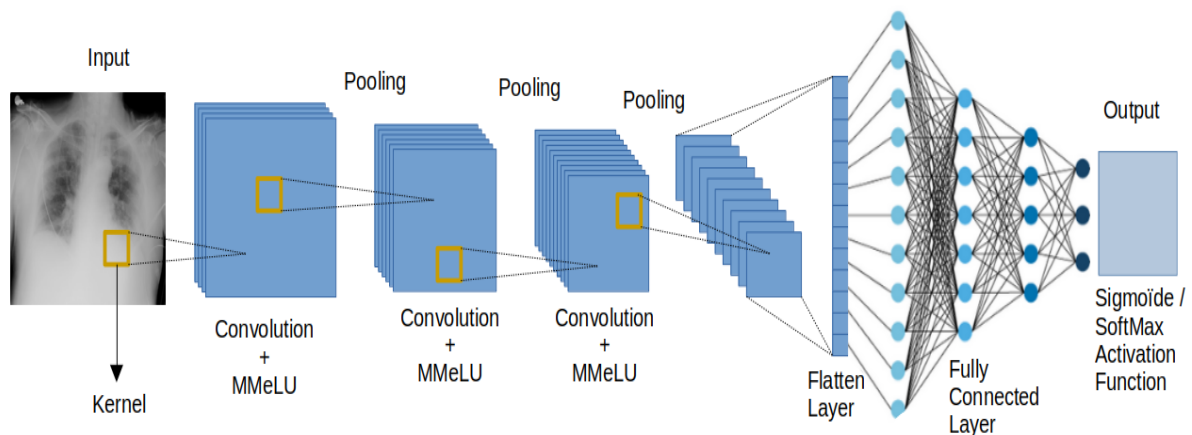 Input
Pooling
Pooling
Pooling
Output
Kernel
Convolution
+
MMeLU
Convolution
+
MMeLU
Convolution
+
MMeLU
Flatten
Layer
Fully
Connected
Layer
Sigmoïde /
SoftMax
Activation
Function